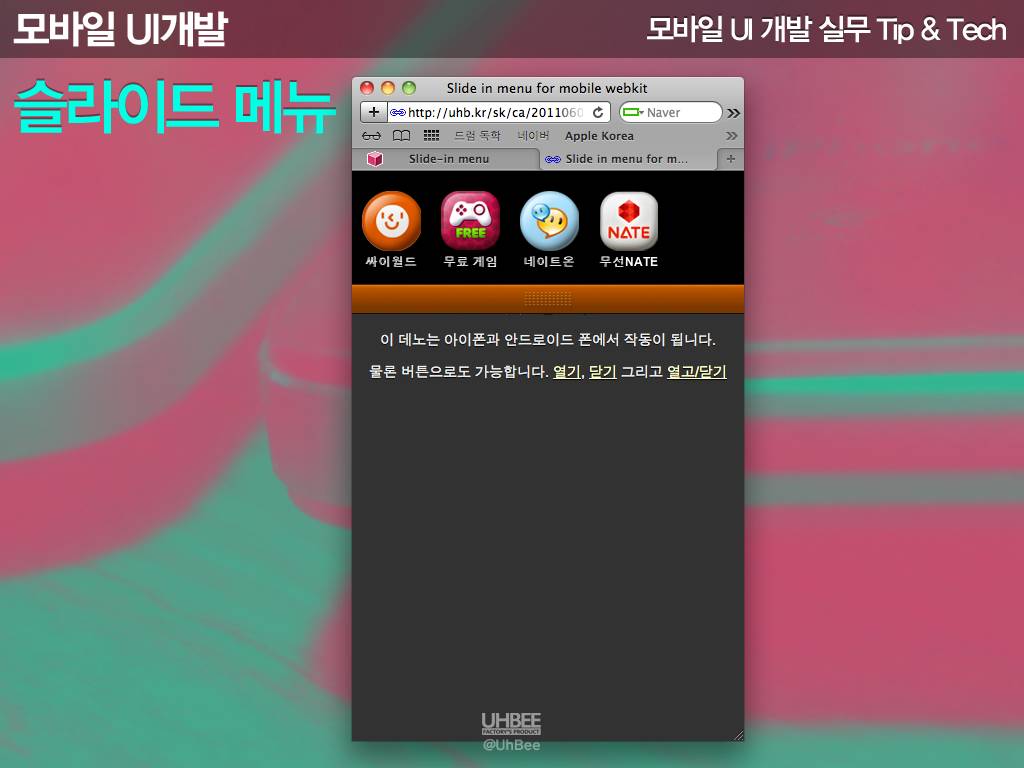 모바일 UI개발
모바일 UI 개발 실무 Tip & Tech
슬라이드 메뉴
Slide in menu for mobile webkit
http://uhb.kr/sk/ca/201106
Naver
드럼 독학 네이버 Apple Korea
Slide-in menu
Slide in menu for m...
FREE
NATE
싸이월드 무료 게임 네이트온 무선NATE
이 데노는 아이폰과 안드로이드 폰에서 작동이 됩니다.
물론 버튼으로도 가능합니다. 열기, 닫기 그리고 열고/닫기
UHBEE
FACTORY'S PRODUCT
@UhBee